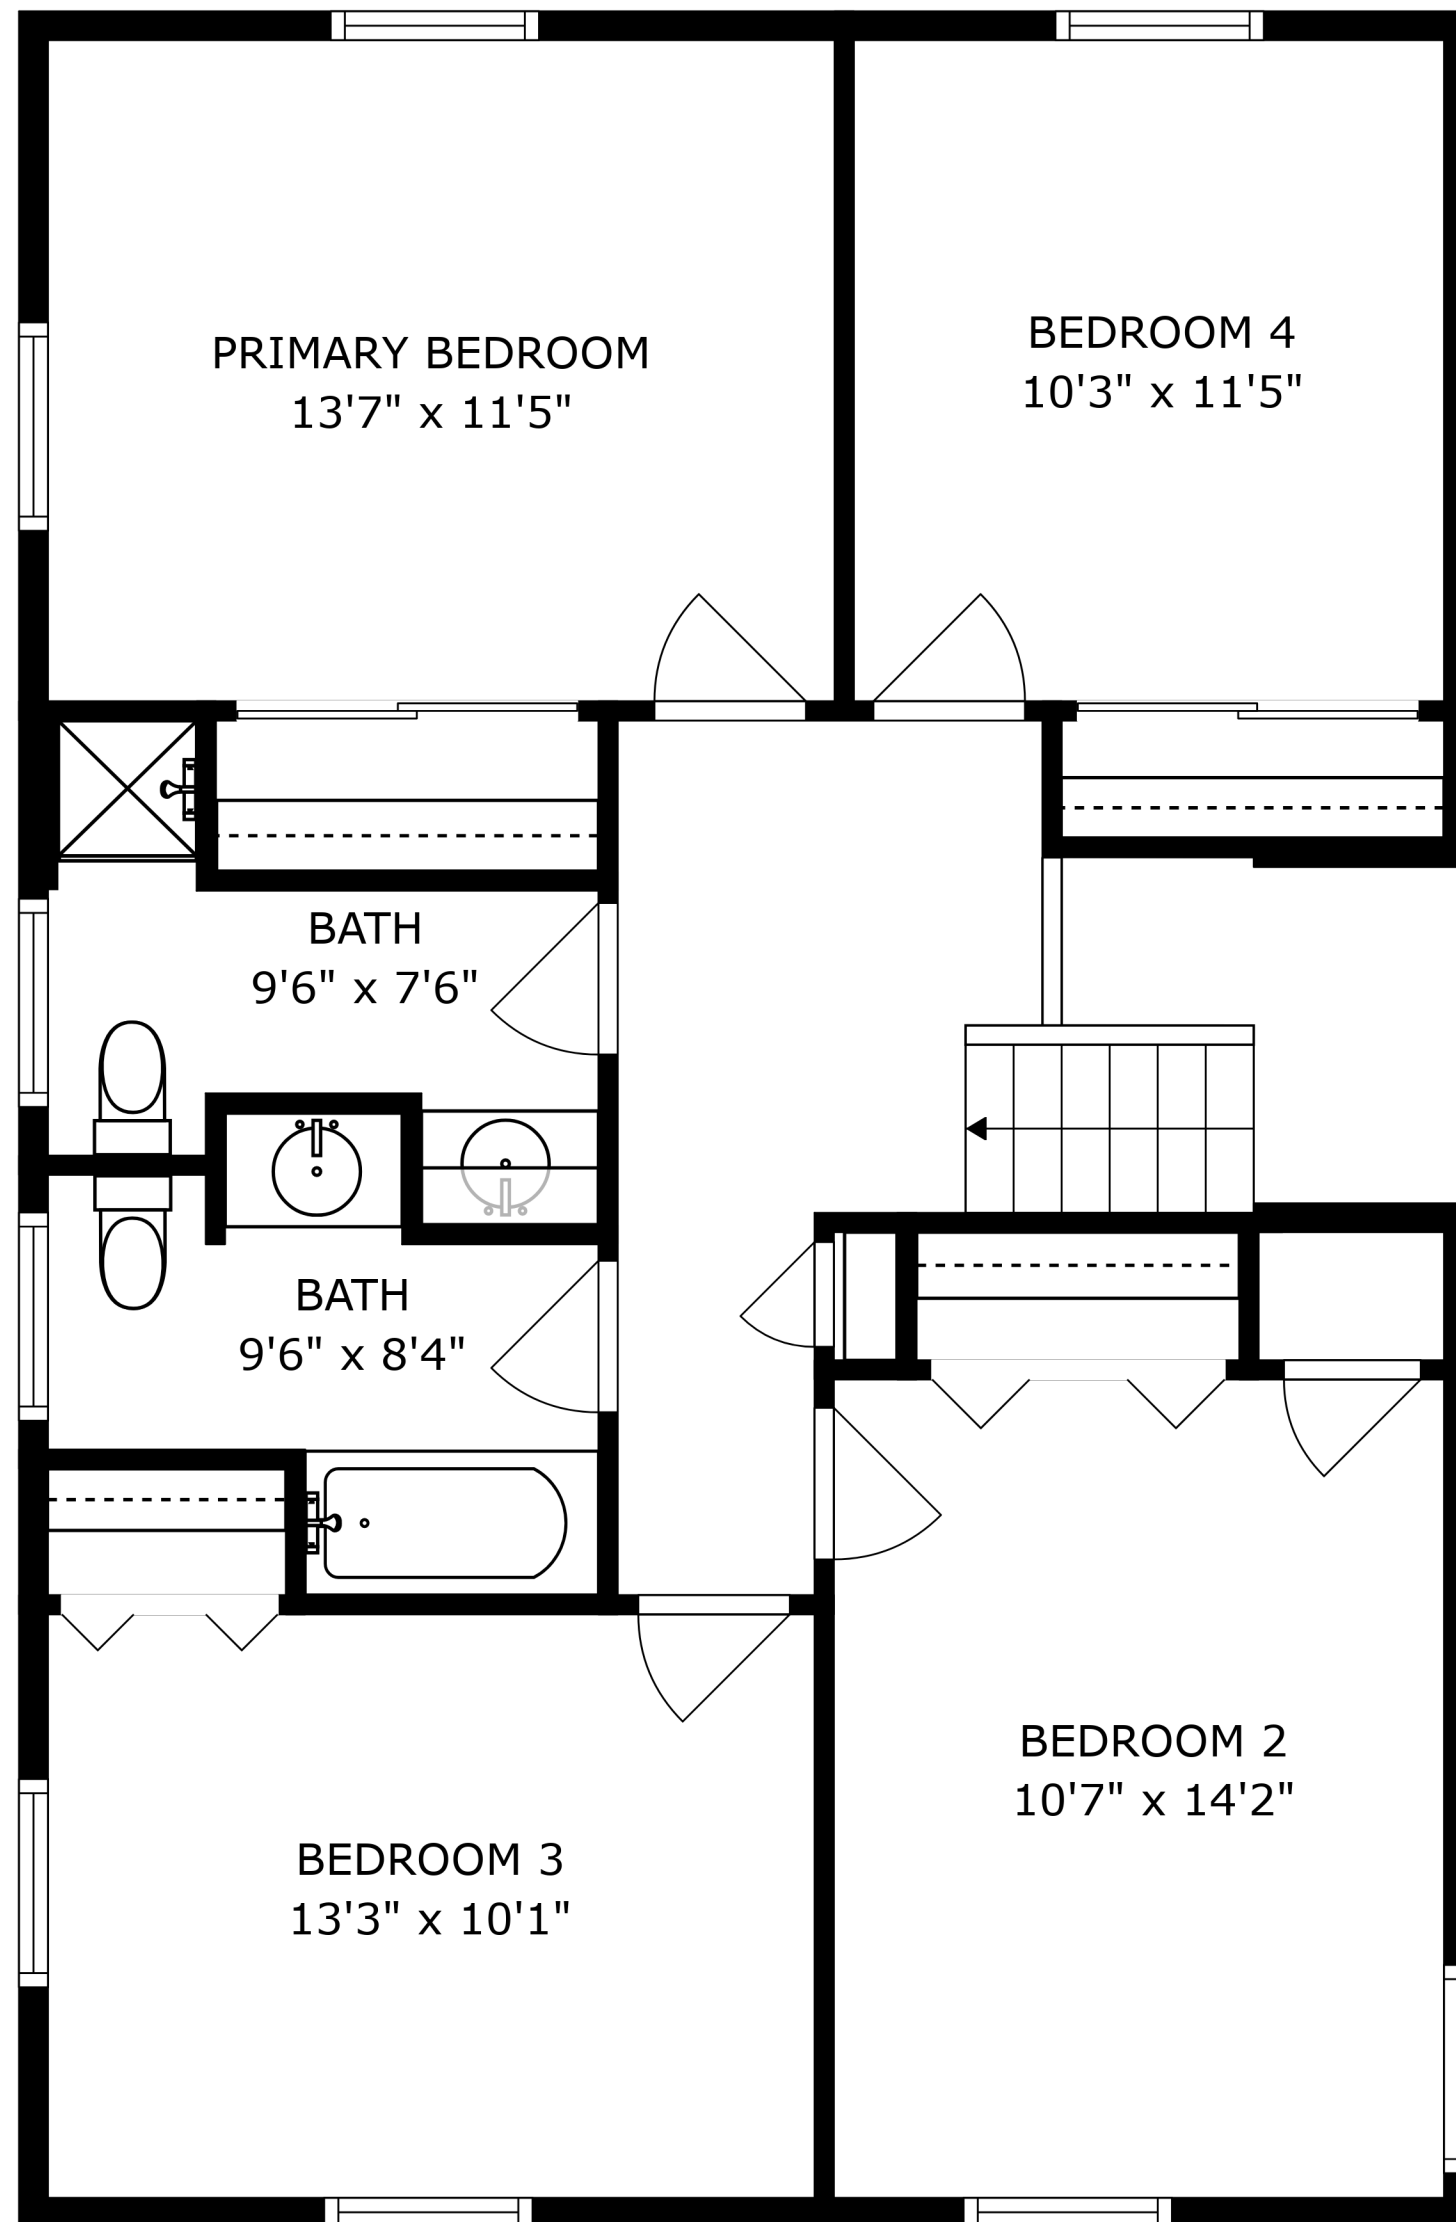 PRIMARY BEDROOM
13'7" x 11'5"
BEDROOM 4
10'3" x 11'5"
BATH
9'6" x 7'6"
BATH
9'6" x 8'4"
BEDROOM 2
10'7" x 14'2"
BEDROOM 3
13'3" x 10'1"